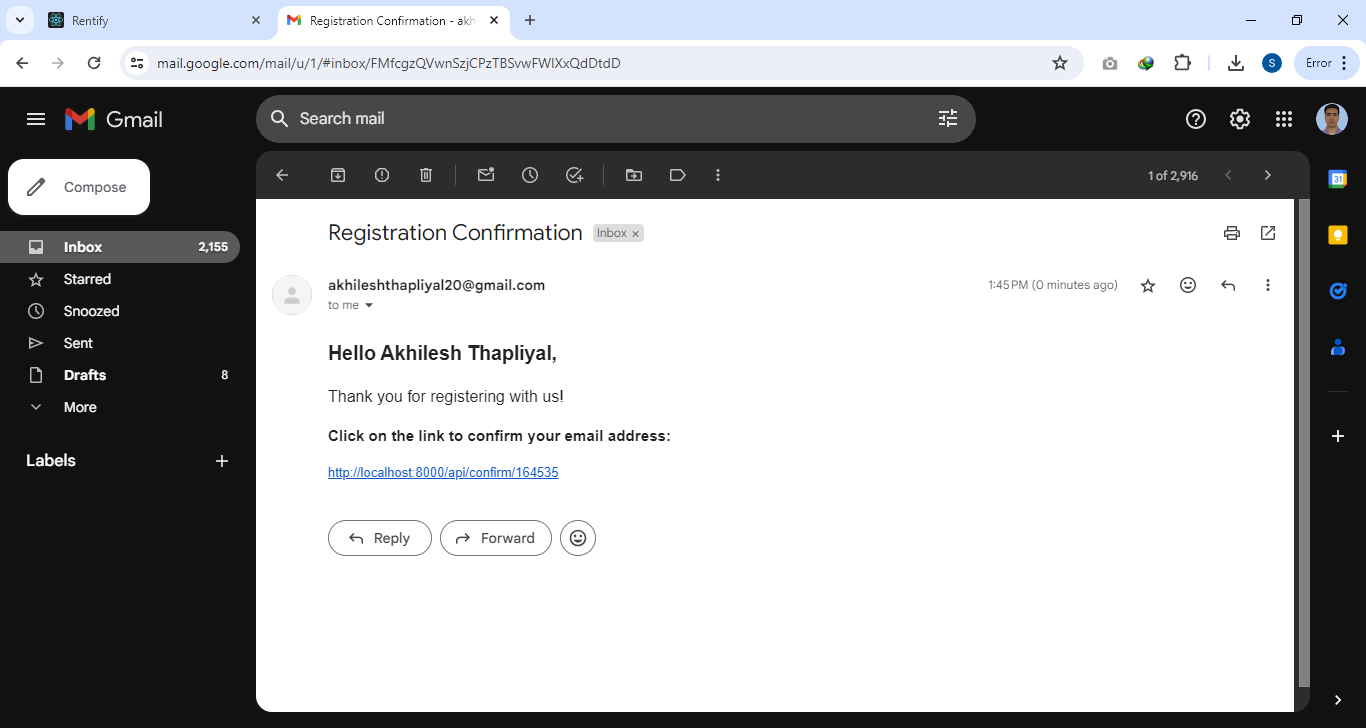 Rentify
Registration Confirmation - akh
mail.google.com/mail/u/1/#inbox/FMfcgzQVwnSzjCPzTBSvwFWlXxQdDtdD
S
Error
Gmail
Search mail
Compose
1 of 2,916
31
Inbox 2,155
Starred
Snoozed
Sent
Drafts 8
More
Labels
Registration Confirmation Inbox ×
akhileshthapliyal20@gmail.com 1:45 PM (0 minutes ago)
to me
Hello Akhilesh Thapliyal,
Thank you for registering with us!
Click on the link to confirm your email address:
http://localhost:8000/api/confirm/164535
Reply Forward